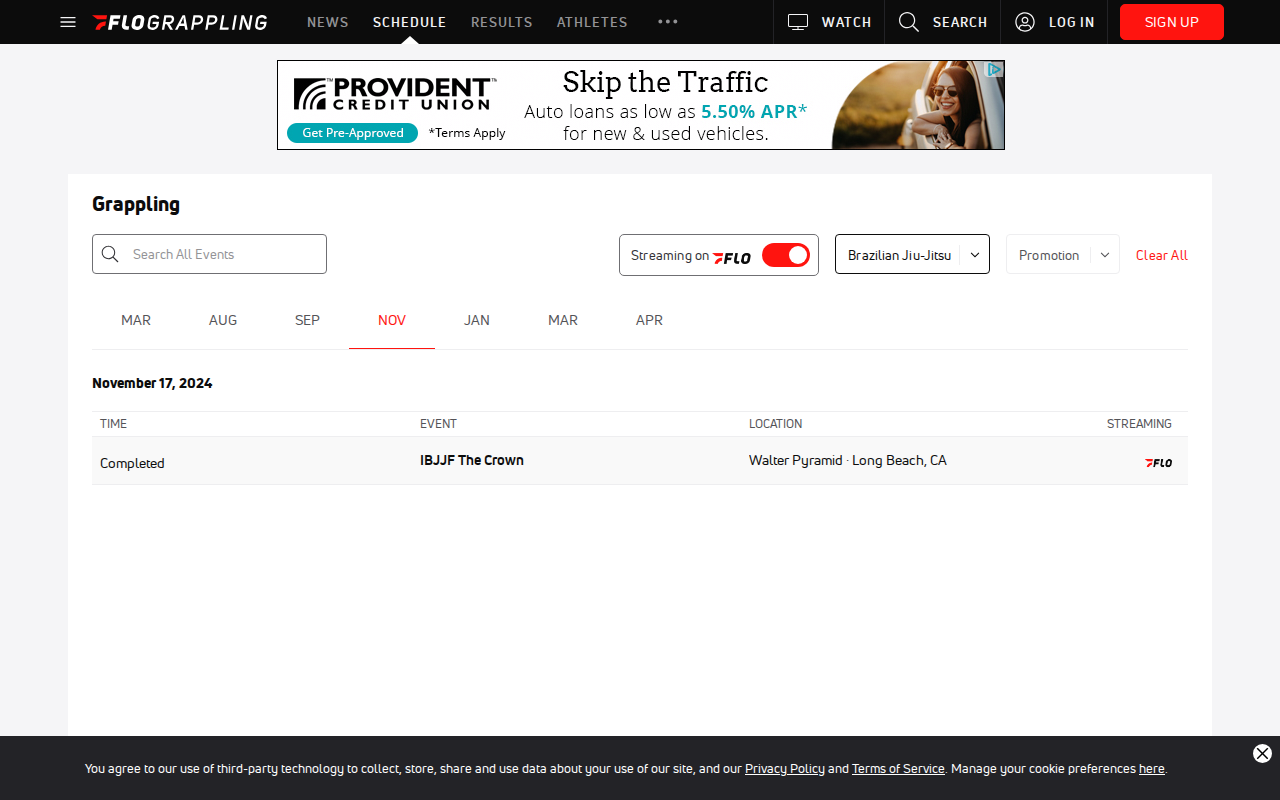 FLOGRAPPLING NEWS SCHEDULE RESULTS ATHLETES WATCH SEARCH LOG IN SIGN UP
PROVIDENT™
CREDIT UNION
Get Pre-Approved *Terms Apply
Skip the Traffic
Auto loans as low as 5.50% APR*
for new & used vehicles.
Grappling
Search All Events Streaming on FLO Brazilian Jiu-Jitsu Promotion Clear All
MAR AUG SEP NOV JAN MAR APR
November 17, 2024
TIME EVENT LOCATION STREAMING
Completed IBJJF The Crown Walter Pyramid · Long Beach, CA FLO
You agree to our use of third-party technology to collect, store, share and use data about your use of our site, and our Privacy Policy and Terms of Service. Manage your cookie preferences here.